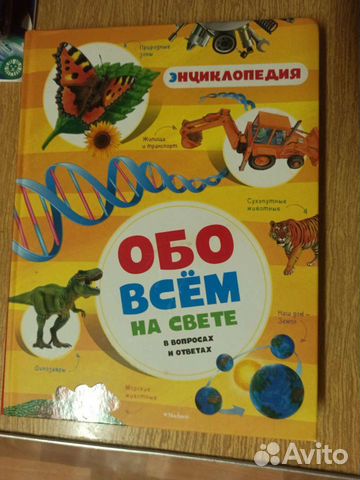 Природные
зоны
ЭНЦИКЛОПЕДИЯ
Жилища
и транспорт
Сухопутные
животные
ОБО
ВСЁМ
НА СВЕТЕ
В ВОПРОСАХ
И ОТВЕТАХ
Наш дом -
Земля
Динозавры
Морские
животные
Machaon
Avito